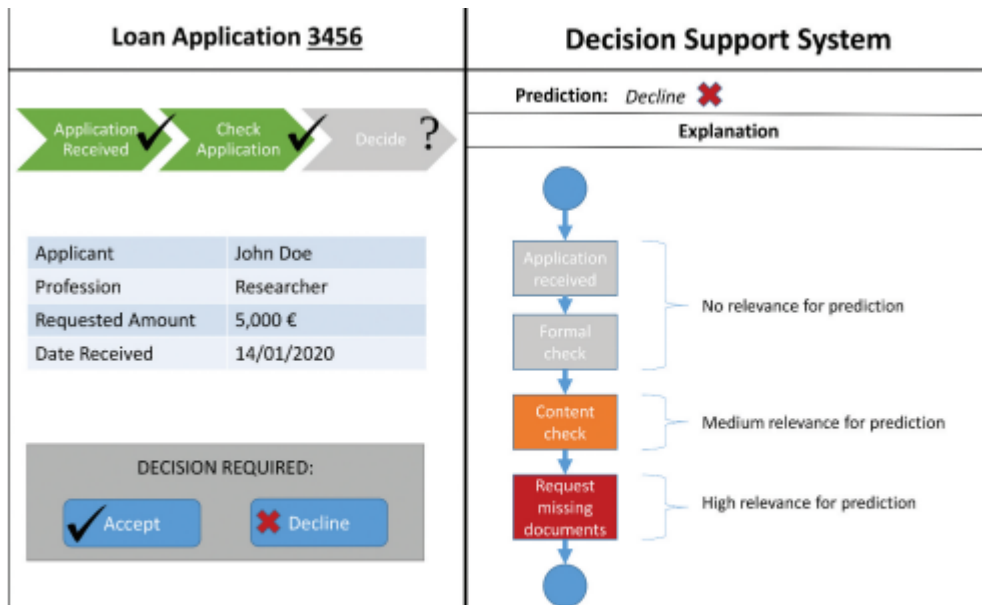 Loan Application 3456
Application
Received
Check
Application
Decide
?
Applicant John Doe
Profession Researcher
Requested Amount 5,000 €
Date Received 14/01/2020
DECISION REQUIRED:
Accept
Decline
Decision Support System
Prediction: Decline
Explanation
Application
received
Formal
check
No relevance for prediction
Content
check
Medium relevance for prediction
Request
missing
documents
High relevance for prediction